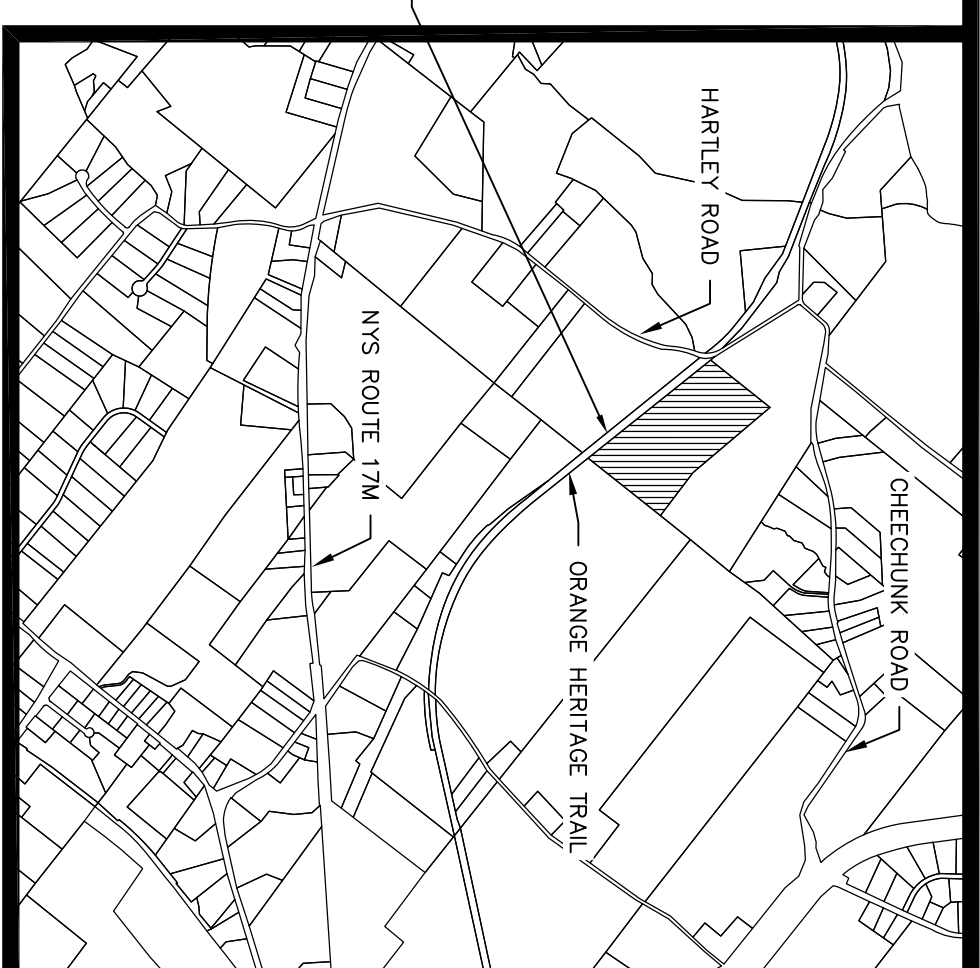 HARTLEY ROAD
CHEECHUNK ROAD
NYS ROUTE 17M
ORANGE HERITAGE TRAIL